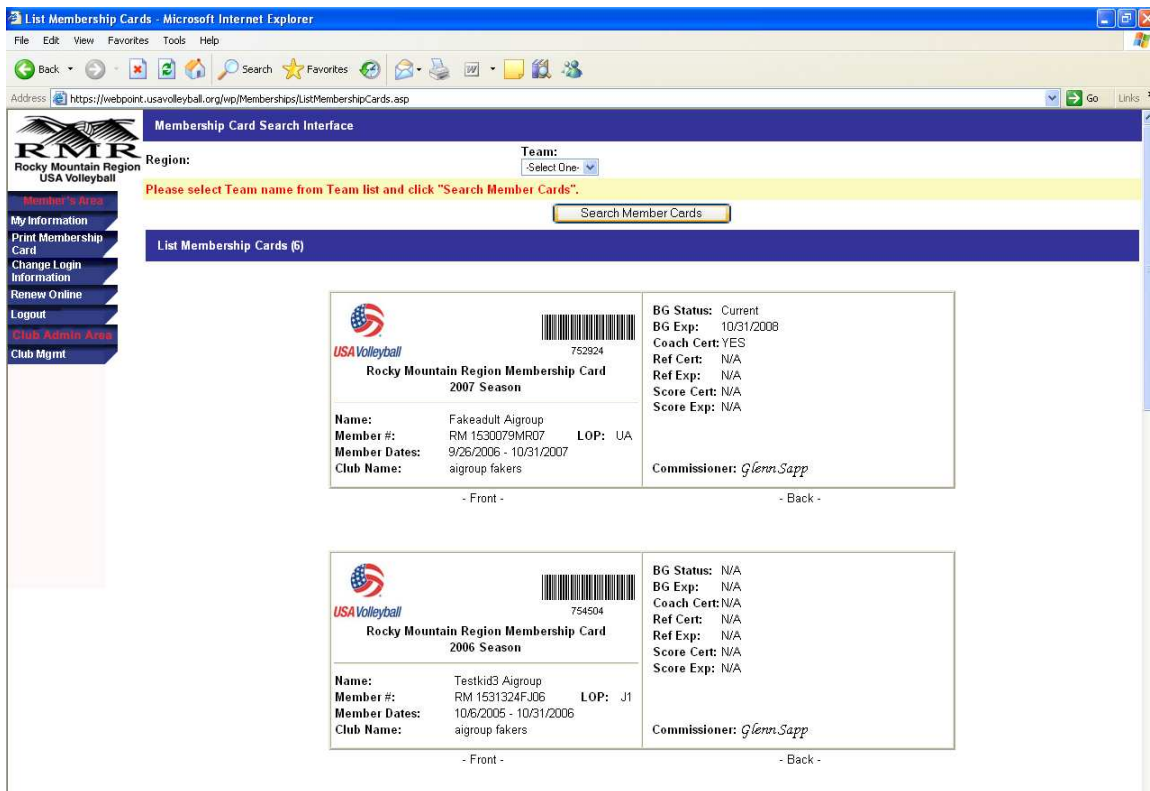 List Membership Cards - Microsoft Internet Explorer
File Edit View Favorites Tools Help
Back Search Favorites
Address https://webpoint.usavolleyball.org/wp/Memberships/ListMembershipCards.asp Go Links
RMR
Rocky Mountain Region
USA Volleyball
Member's Area
My Information
Print Membership
Card
Change Login
Information
Renew Online
Logout
Club Admin Area
Club Mgmt
Membership Card Search Interface
Region:
Team:
-Select One-
Please select Team name from Team list and click "Search Member Cards".
Search Member Cards
List Membership Cards (6)
USA Volleyball
752924
Rocky Mountain Region Membership Card
2007 Season
Name: Fakeadult Aigroup
Member #: RM 1530079MR07 LOP: UA
Member Dates: 9/26/2006 - 10/31/2007
Club Name: aigroup fakers
BG Status: Current
BG Exp: 10/31/2008
Coach Cert: YES
Ref Cert: N/A
Ref Exp: N/A
Score Cert: N/A
Score Exp: N/A
Commissioner: Glenn Sapp
- Front -
- Back -
USA Volleyball
754504
Rocky Mountain Region Membership Card
2006 Season
Name: Testkid3 Aigroup
Member #: RM 1531324FJ06 LOP: J1
Member Dates: 10/6/2005 - 10/31/2006
Club Name: aigroup fakers
BG Status: N/A
BG Exp: N/A
Coach Cert: N/A
Ref Cert: N/A
Ref Exp: N/A
Score Cert: N/A
Score Exp: N/A
Commissioner: Glenn Sapp
- Front -
- Back -